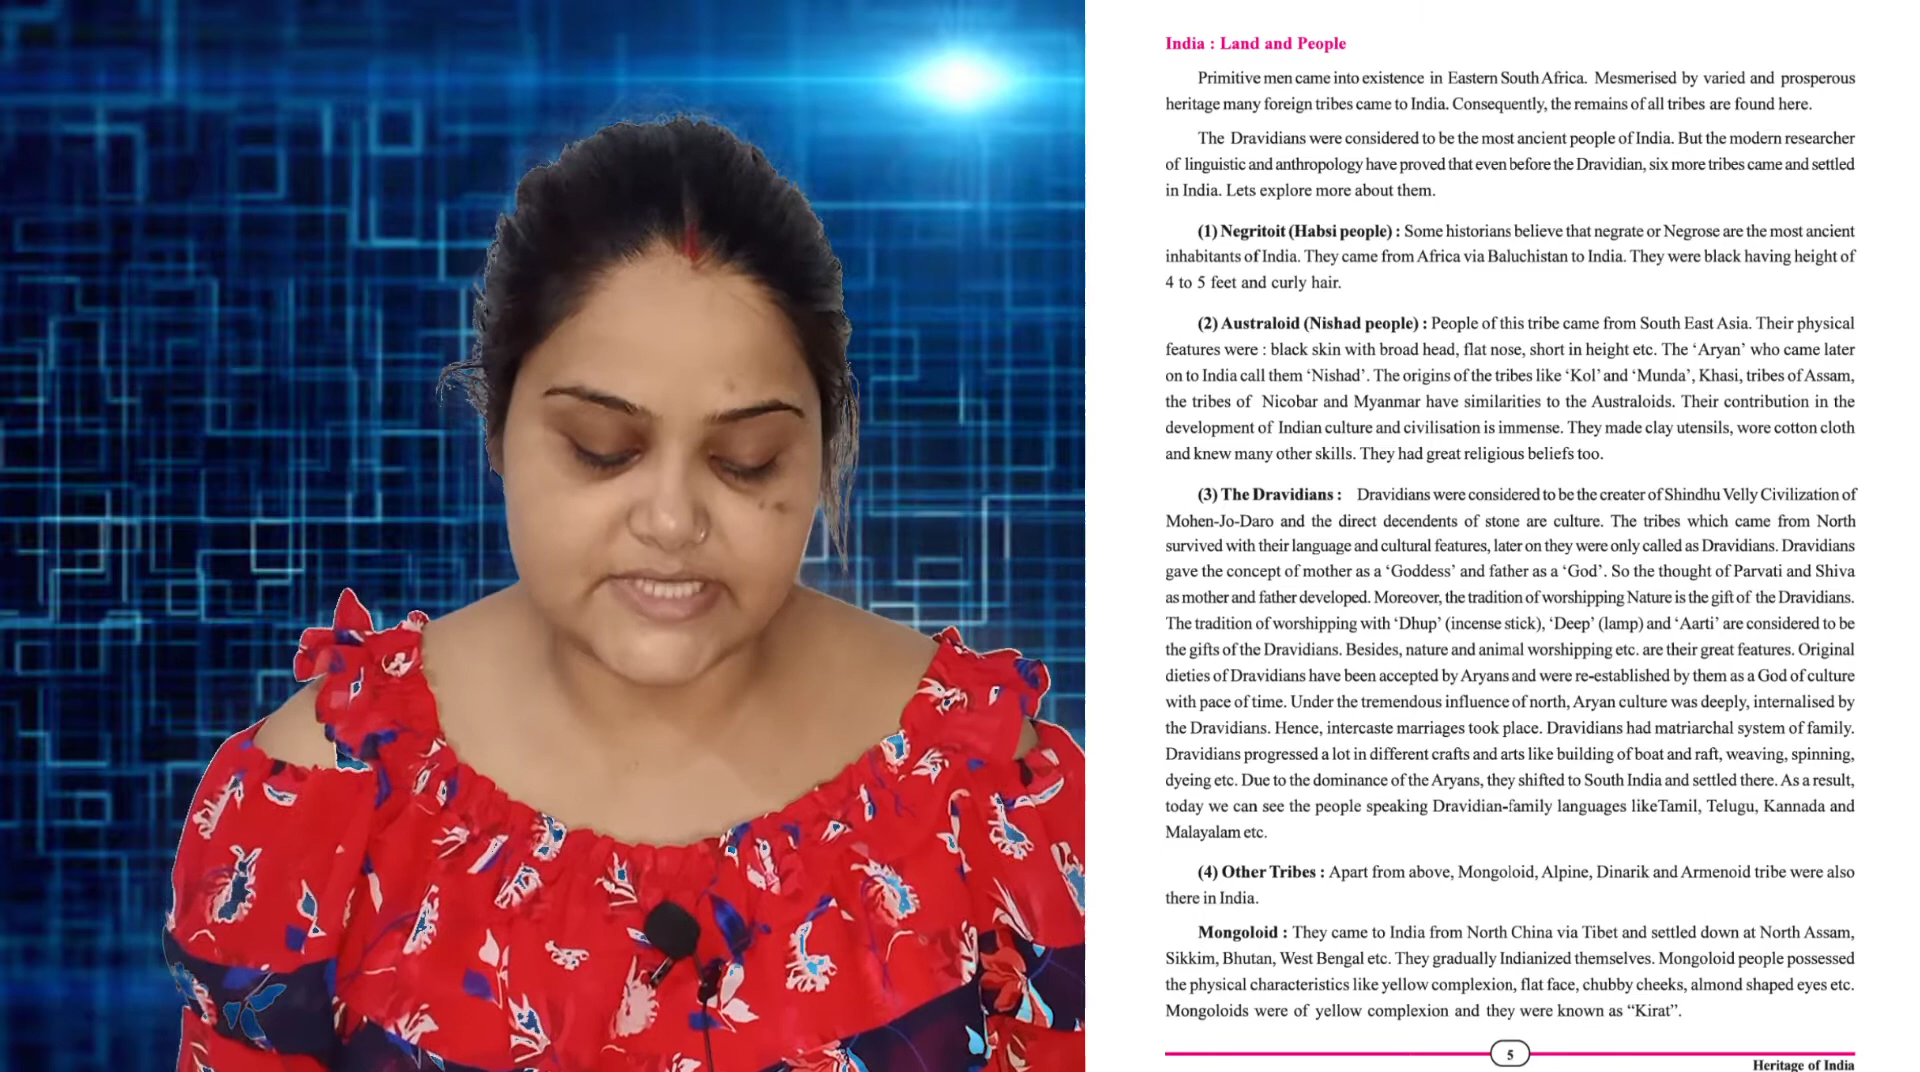 India : Land and People
Primitive men came into existence in Eastern South Africa. Mesmerised by varied and prosperous
heritage many foreign tribes came to India. Consequently, the remains of all tribes are found here.
The Dravidians were considered to be the most ancient people of India. But the modern researcher
of linguistic and anthropology have proved that even before the Dravidian, six more tribes came and settled
in India. Lets explore more about them.
(1) Negritoit (Habsi people) : Some historians believe that negrate or Negrose are the most ancient
inhabitants of India. They came from Africa via Baluchistan to India. They were black having height of
4 to 5 feet and curly hair.
(2) Australoid (Nishad people) : People of this tribe came from South East Asia. Their physical
features were : black skin with broad head, flat nose, short in height etc. The ‘Aryan’ who came later
on to India call them ‘Nishad’. The origins of the tribes like ‘Kol’ and ‘Munda’, Khasi, tribes of Assam,
the tribes of Nicobar and Myanmar have similarities to the Australoids. Their contribution in the
development of Indian culture and civilisation is immense. They made clay utensils, wore cotton cloth
and knew many other skills. They had great religious beliefs too.
(3) The Dravidians : Dravidians were considered to be the creater of Shindhu Velly Civilization of
Mohen-Jo-Daro and the direct decendents of stone are culture. The tribes which came from North
survived with their language and cultural features, later on they were only called as Dravidians. Dravidians
gave the concept of mother as a ‘Goddess’ and father as a ‘God’. So the thought of Parvati and Shiva
as mother and father developed. Moreover, the tradition of worshipping Nature is the gift of the Dravidians.
The tradition of worshipping with ‘Dhup’ (incense stick), ‘Deep’ (lamp) and ‘Aarti’ are considered to be
the gifts of the Dravidians. Besides, nature and animal worshipping etc. are their great features. Original
dieties of Dravidians have been accepted by Aryans and were re-established by them as a God of culture
with pace of time. Under the tremendous influence of north, Aryan culture was deeply, internalised by
the Dravidians. Hence, intercaste marriages took place. Dravidians had matriarchal system of family.
Dravidians progressed a lot in different crafts and arts like building of boat and raft, weaving, spinning,
dyeing etc. Due to the dominance of the Aryans, they shifted to South India and settled there. As a result,
today we can see the people speaking Dravidian-family languages likeTamil, Telugu, Kannada and
Malayalam etc.
(4) Other Tribes : Apart from above, Mongoloid, Alpine, Dinarik and Armenoid tribe were also
there in India.
Mongoloid : They came to India from North China via Tibet and settled down at North Assam,
Sikkim, Bhutan, West Bengal etc. They gradually Indianized themselves. Mongoloid people possessed
the physical characteristics like yellow complexion, flat face, chubby cheeks, almond shaped eyes etc.
Mongoloids were of yellow complexion and they were known as “Kirat”.
5
Heritage of India